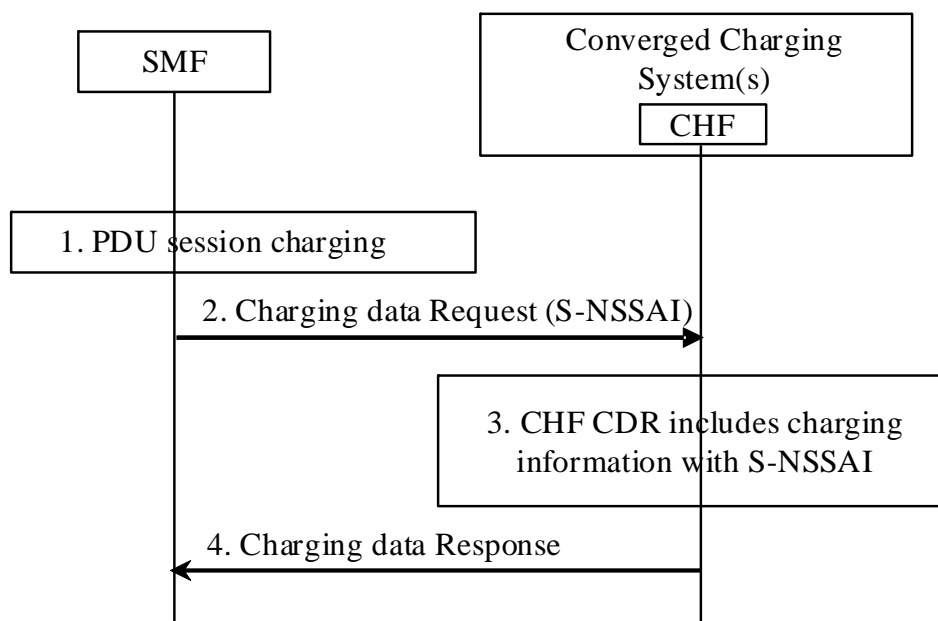 SMF
Converged Charging
System(s)
CHF
1. PDU session charging
2. Charging data Request (S-NSSAI)
3. CHF CDR includes charging
information with S-NSSAI
4. Charging data Response